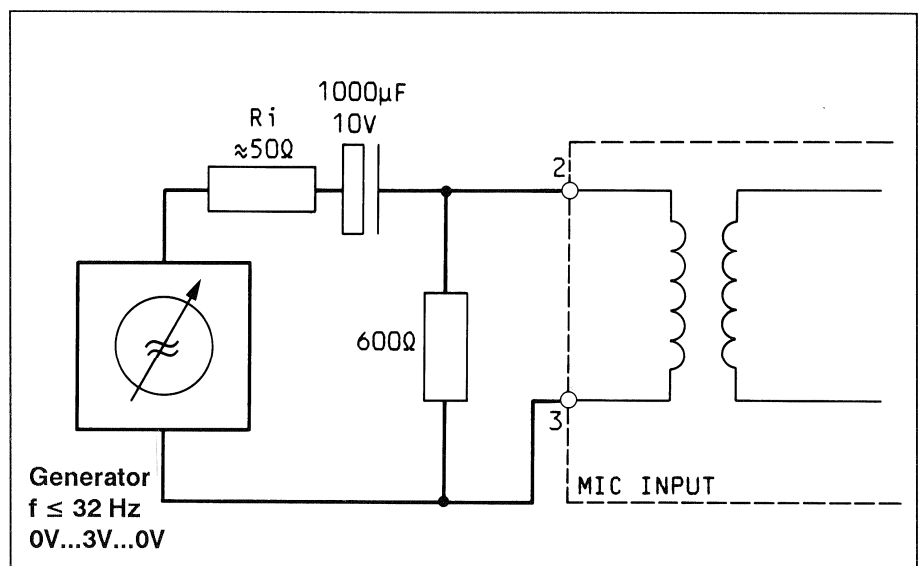 1000µF
10V
Ri
≈50Ω
2
600Ω
3
MIC INPUT
Generator
f ≤ 32 Hz
0V...3V...0V